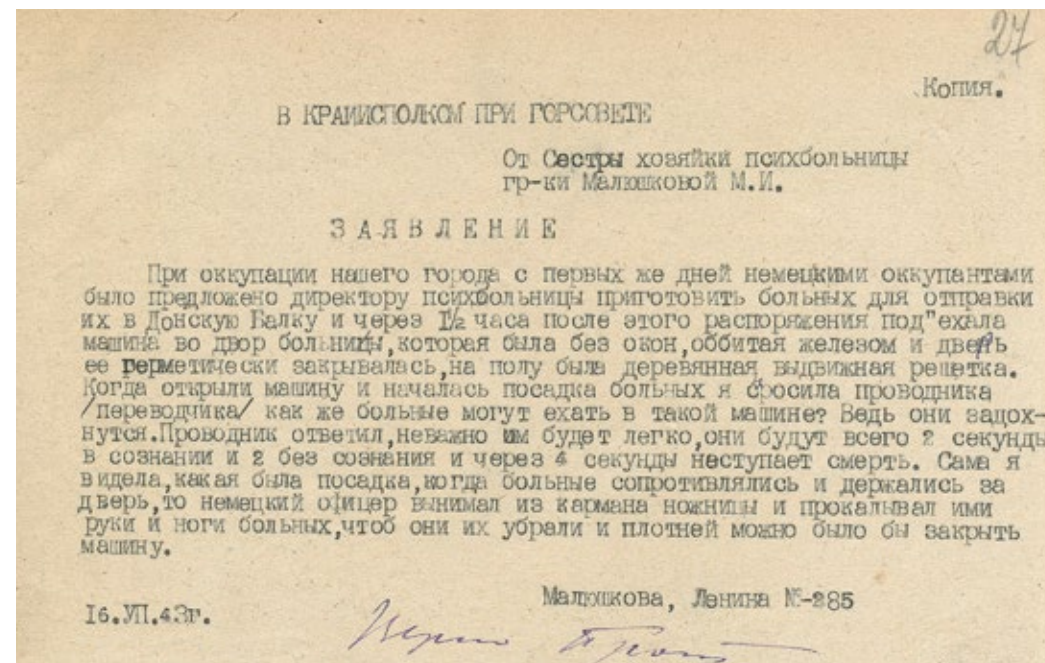 27
Копия.
В КРАЙИСПОЛКОМ ПРИ ГОРСОВЕТЕ
От Сестры хозяйки психбольницы
гр-ки Малюшковой М.И.
ЗАЯВЛЕНИЕ
При оккупации нашего города с первых же дней немецкими оккупантами
было предложено директору психбольницы приготовить больных для отправки
их в Донскую Балку и через 1½ часа после этого распоряжения под"ехала
машина во двор больницы,которая была без окон,оббитая железом и дверь
ее герметически закрывалась,на полу была деревянная выдвижная решетка.
Когда открыли машину и началась посадка больных я спросила проводника
/переводчика/ как же больные могут ехать в такой машине? Ведь они задох-
нутся.Проводник ответил,неважно им будет легко,они будут всего 2 секунды
в сознании и 2 без сознания и через 4 секунды наступает смерть. Сама я
видела,какая была посадка,когда больные сопротивлялись и держались за
дверь,то немецкий офицер вынимал из кармана ножницы и прокалывал ими
руки и ноги больных,чтоб они их убрали и плотней можно было бы закрыть
машину.
Малюшкова, Ленина №-285
16.УП.43г.
Верно